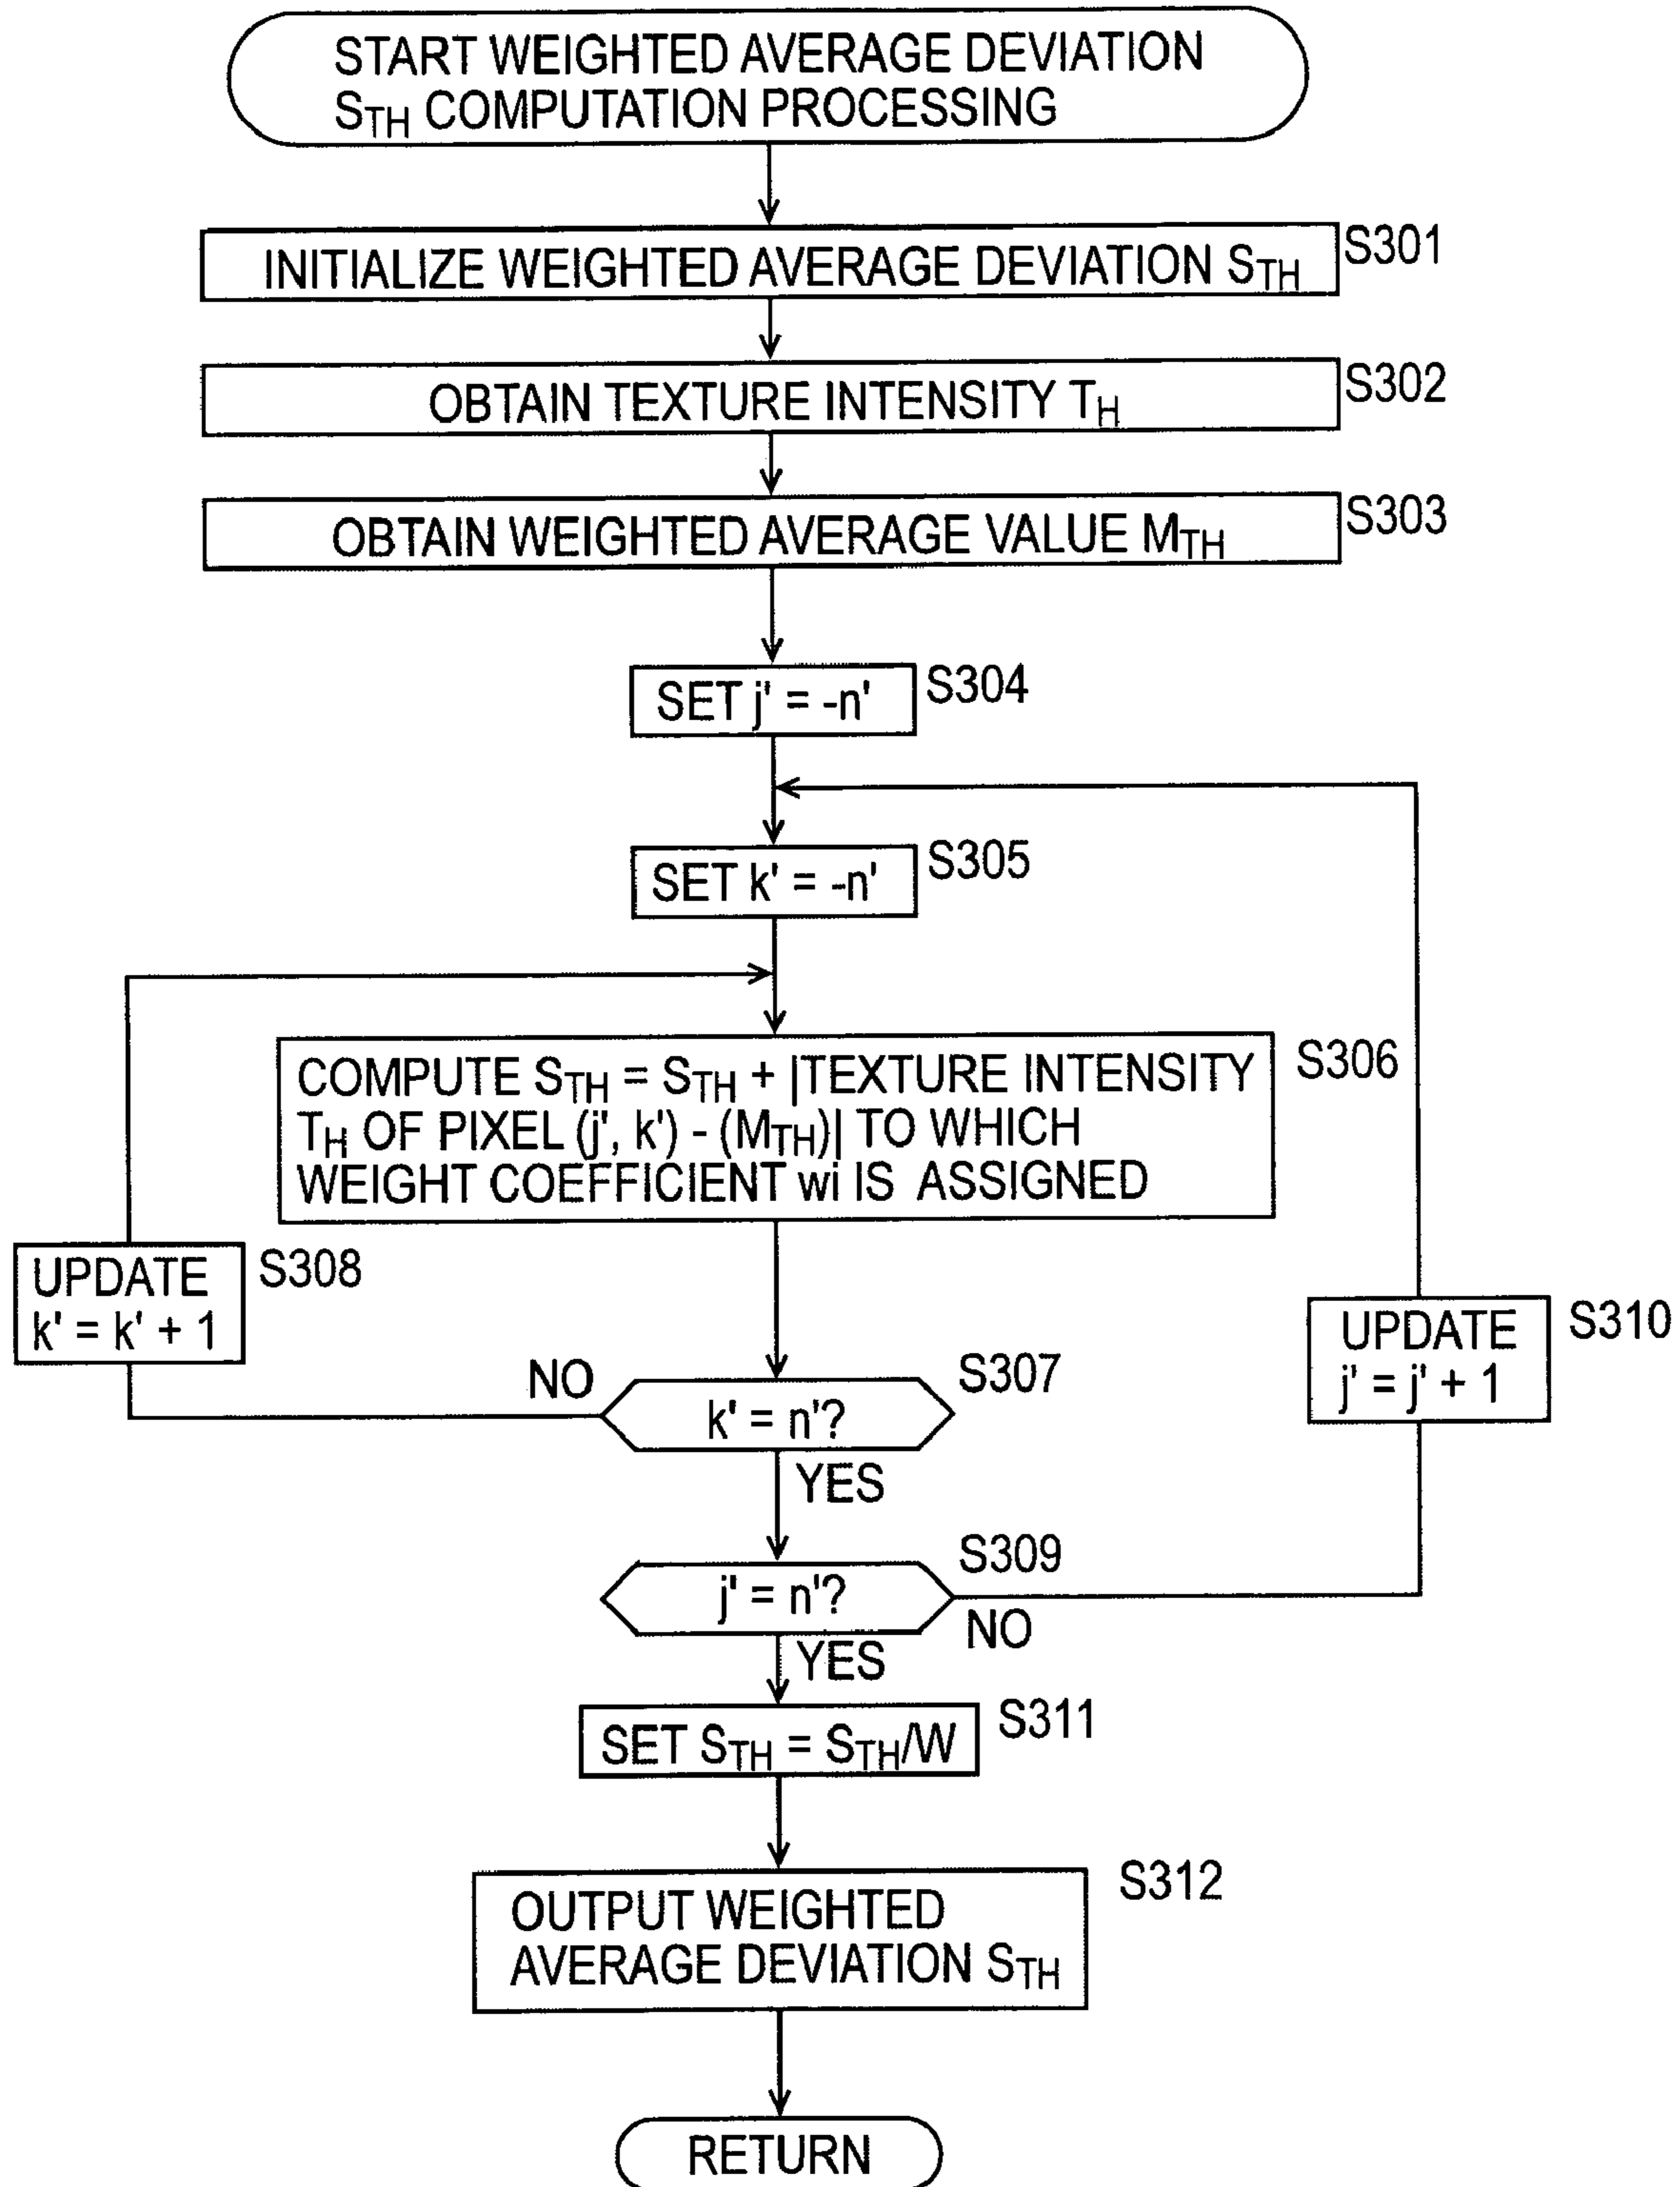 START WEIGHTED AVERAGE DEVIATION
STH COMPUTATION PROCESSING
INITIALIZE WEIGHTED AVERAGE DEVIATION STH
S301
OBTAIN TEXTURE INTENSITY TH
S302
OBTAIN WEIGHTED AVERAGE VALUE MTH
S303
SET j' = -n'
S304
SET k' = -n'
S305
COMPUTE STH = STH + |TEXTURE INTENSITY
TH OF PIXEL (j', k') - (MTH)| TO WHICH
WEIGHT COEFFICIENT wi IS ASSIGNED
S306
UPDATE
k' = k' + 1
S308
UPDATE
j' = j' + 1
S310
NO
k' = n'?
S307
YES
j' = n'?
S309
NO
YES
SET STH = STH/W
S311
OUTPUT WEIGHTED
AVERAGE DEVIATION STH
S312
RETURN